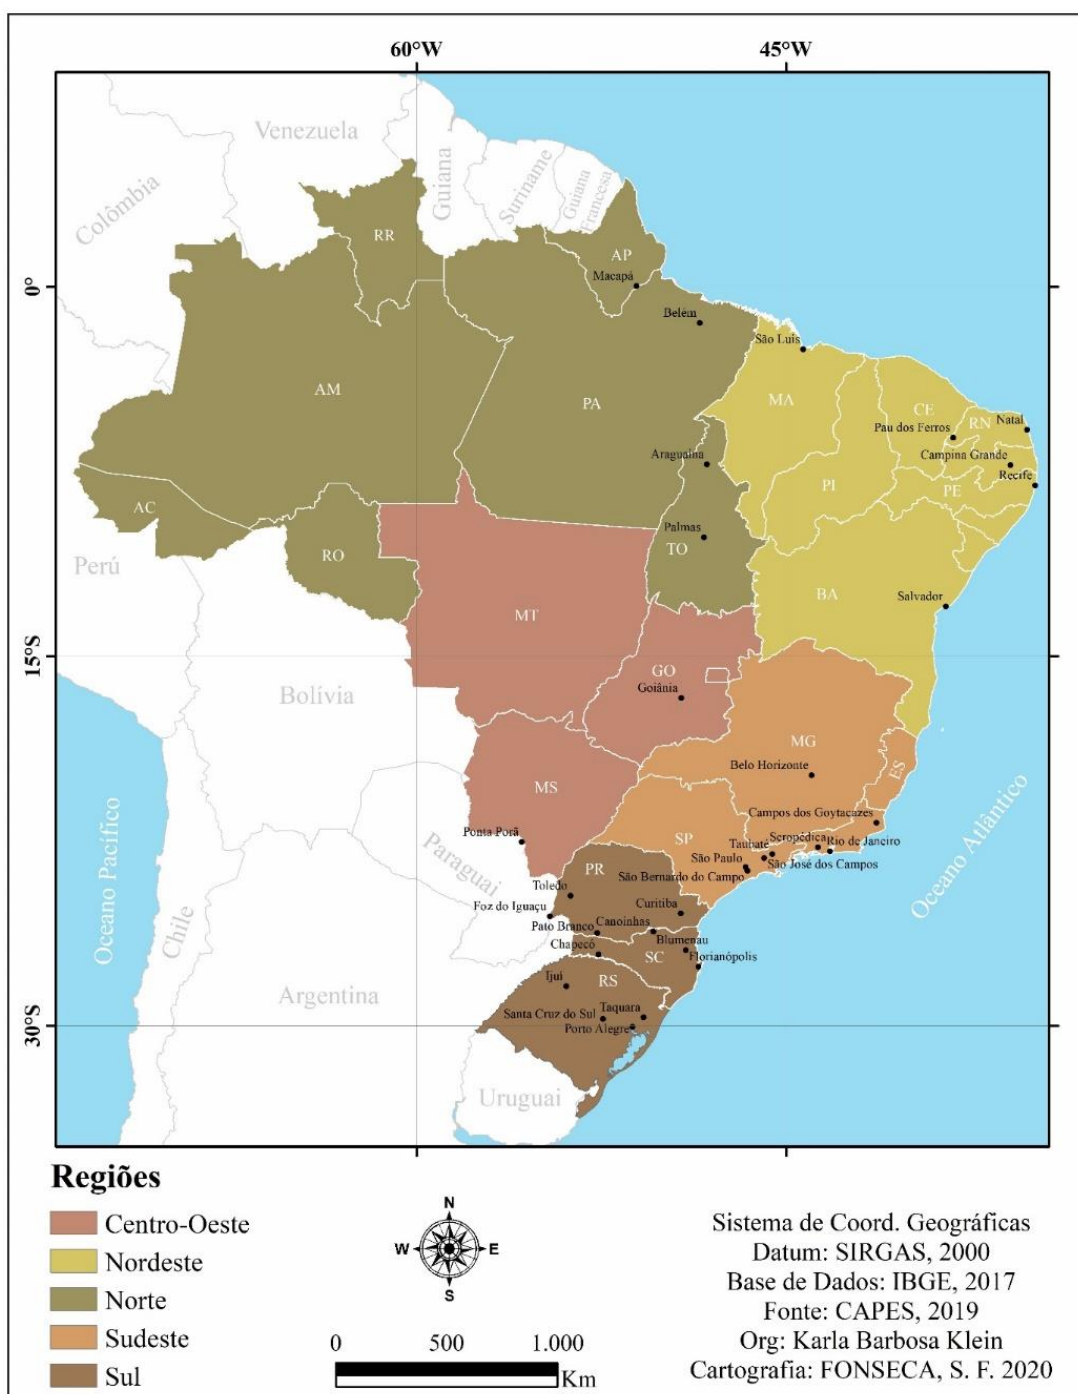 60°W
45°W
Venezuela
Colômbia
Guiana
Suriname
Guiana
Francesa
RR
AP
Macapá
0°
Belém
São Luis
AM
PA
MA
CE
Pau dos Ferros
RN
Natal
Araguaína
Campina Grande
Recife
PI
PE
AC
Palmas
TO
RO
Perú
MT
BA
Salvador
15°S
GO
Goiânia
Bolívia
MG
Belo Horizonte
ES
MS
Oceano Pacífico
Oceano Atlântico
Campos dos Goytacazes
Ponta Porã
SP
Taubaté
Seropédica
Rio de Janeiro
São Paulo
São José dos Campos
São Bernardo do Campo
Paraguai
PR
Toledo
Foz do Iguaçu
Curitiba
Pato Branco
Canoinhas
Chile
Chapecó
Blumenau
SC
Florianópolis
Ijuí
RS
Argentina
Santa Cruz do Sul
Taquara
Porto Alegre
30°S
Uruguai
Regiões
Centro-Oeste
Nordeste
Norte
Sudeste
Sul
N
W
E
S
0 500 1.000
Km
Sistema de Coord. Geográficas
Datum: SIRGAS, 2000
Base de Dados: IBGE, 2017
Fonte: CAPES, 2019
Org: Karla Barbosa Klein
Cartografia: FONSECA, S. F. 2020